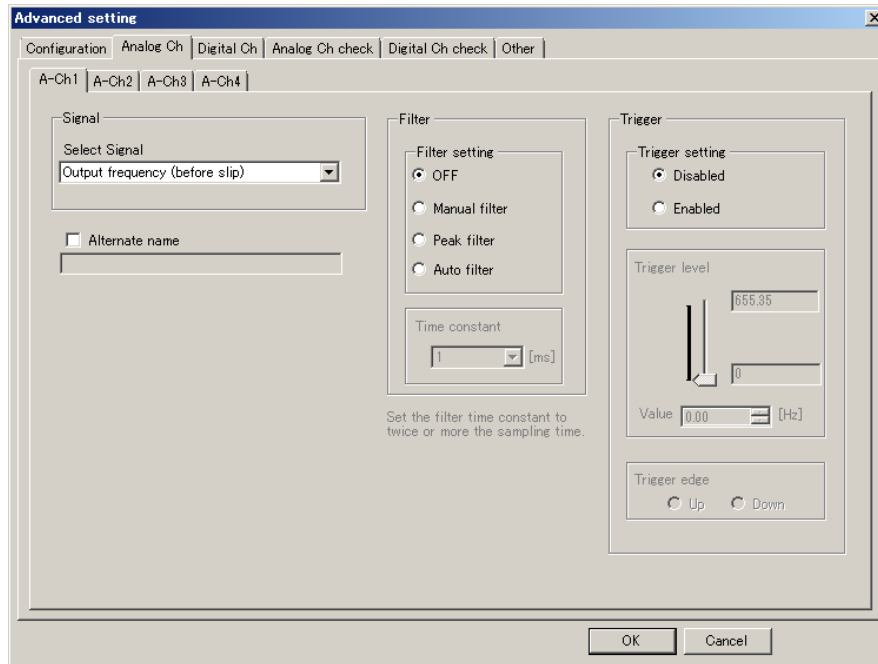 Advanced setting
Configuration Analog Ch Digital Ch Analog Ch check Digital Ch check Other
A-Ch1 A-Ch2 A-Ch3 A-Ch4
Signal
Select Signal
Output frequency (before slip)
Alternate name
Filter
Filter setting
OFF
Manual filter
Peak filter
Auto filter
Time constant
1 [ms]
Set the filter time constant to
twice or more the sampling time.
Trigger
Trigger setting
Disabled
Enabled
Trigger level
655.35
0
Value 0.00 [Hz]
Trigger edge
Up Down
OK Cancel